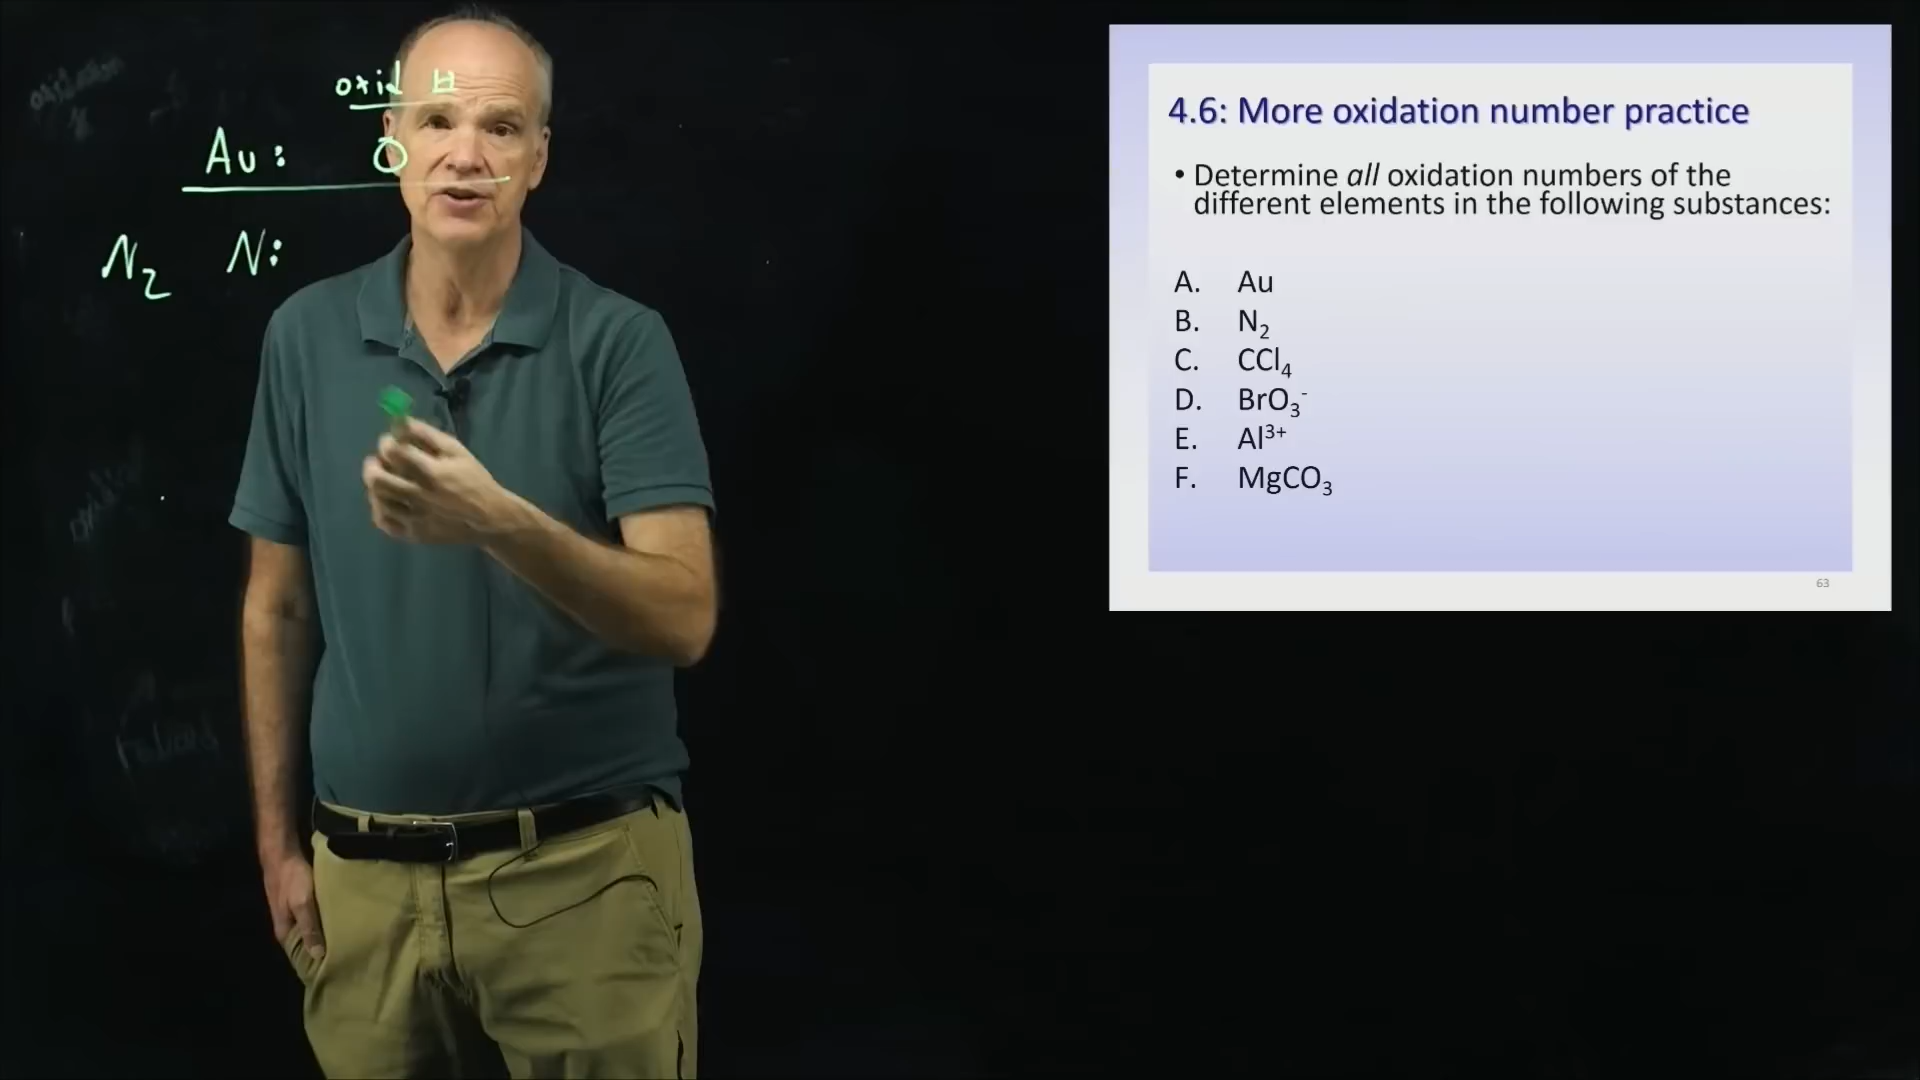 oxidation
oxid #
Au: 0
N₂ N:
4.6: More oxidation number practice
• Determine all oxidation numbers of the
different elements in the following substances:
A. Au
B. N₂
C. CCl₄
D. BrO₃⁻
E. Al³⁺
F. MgCO₃
63